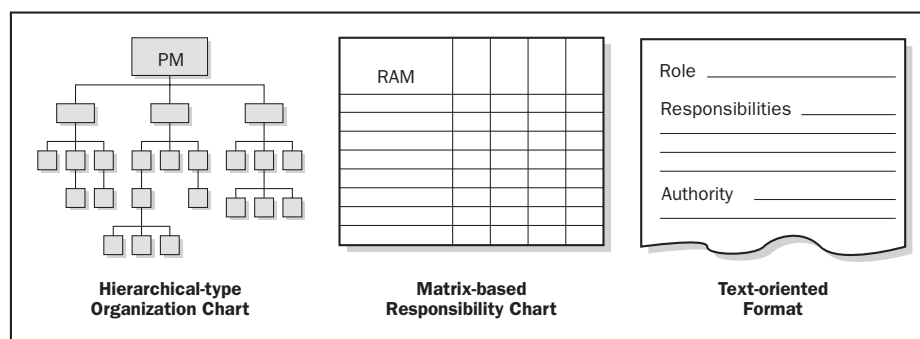 PM
RAM
Role
Responsibilities
Authority
Hierarchical-type
Organization Chart
Matrix-based
Responsibility Chart
Text-oriented
Format